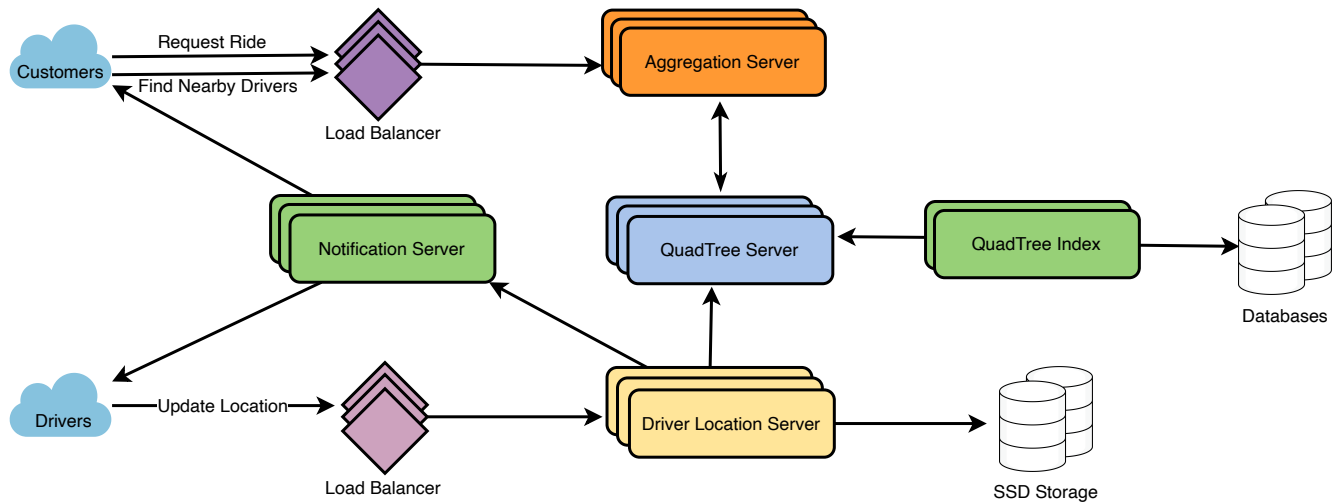 Request Ride
Customers
Aggregation Server
Find Nearby Drivers
Load Balancer
Notification Server
QuadTree Server
QuadTree Index
Databases
Drivers
Update Location
Driver Location Server
Load Balancer
SSD Storage